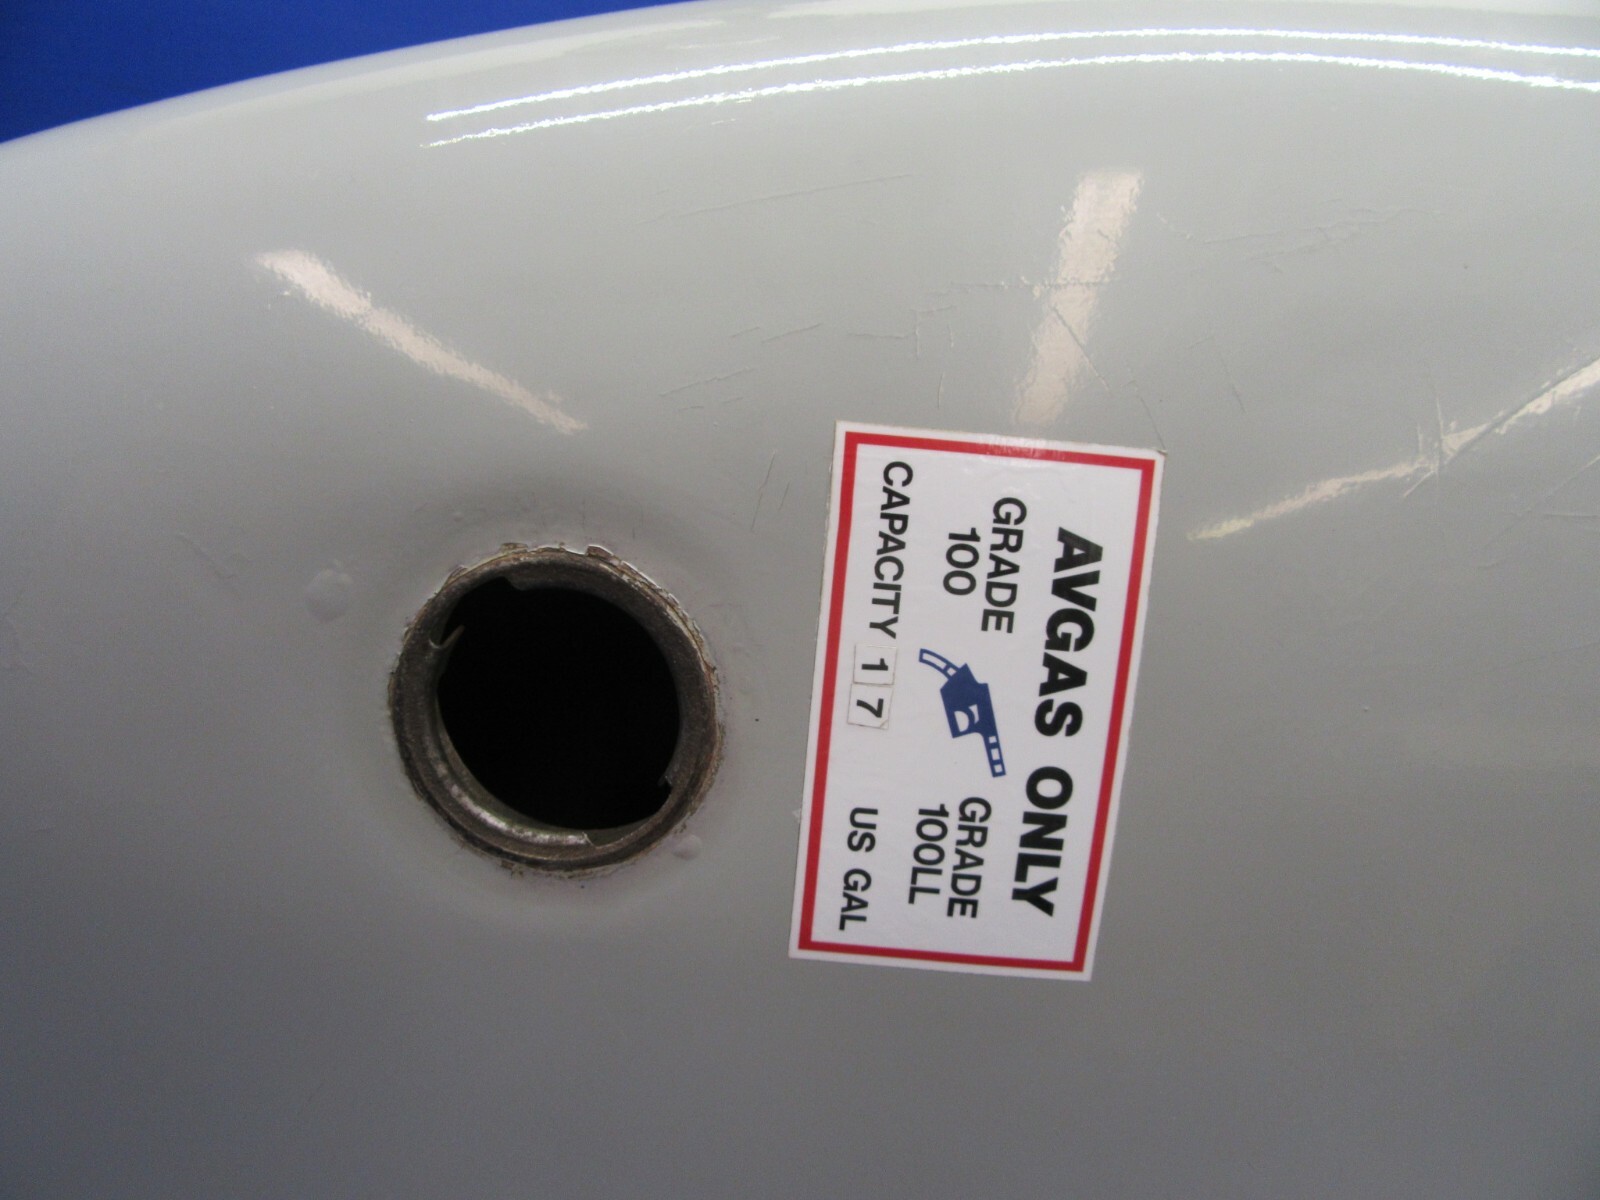 AVGAS ONLY
GRADE
100
GRADE
100LL
CAPACITY 17 US GAL